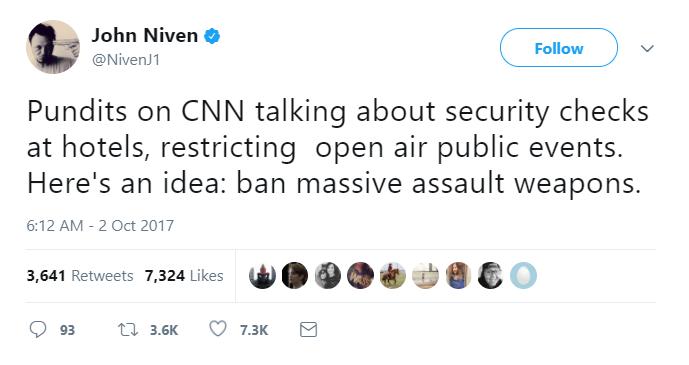 John Niven
@NivenJ1
Follow
Pundits on CNN talking about security checks
at hotels, restricting  open air public events.
Here's an idea: ban massive assault weapons.
6:12 AM - 2 Oct 2017
3,641 Retweets 7,324 Likes
93 3.6K 7.3K